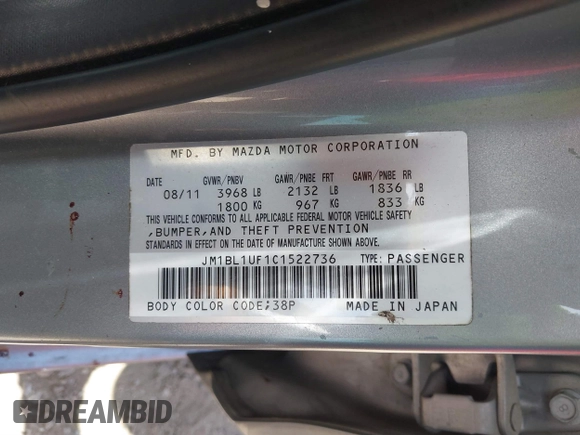 MFD. BY MAZDA MOTOR CORPORATION
DATE GVWR/PNBV GAWR/PNBE FRT GAWR/PNBE RR
08/11 3968 LB 2132 LB 1836 LB
1800 KG 967 KG 833 KG
THIS VEHICLE CONFORMS TO ALL APPLICABLE FEDERAL MOTOR VEHICLE SAFETY
,BUMPER,AND THEFT PREVENTION
STANDARDS IN EFFECT ON THE DATE OF MANUFACTURE SHOWN ABOVE.
JM1BL1UF1C1522736 TYPE: PASSENGER
BODY COLOR CODE;38P MADE IN JAPAN
DREAMBID